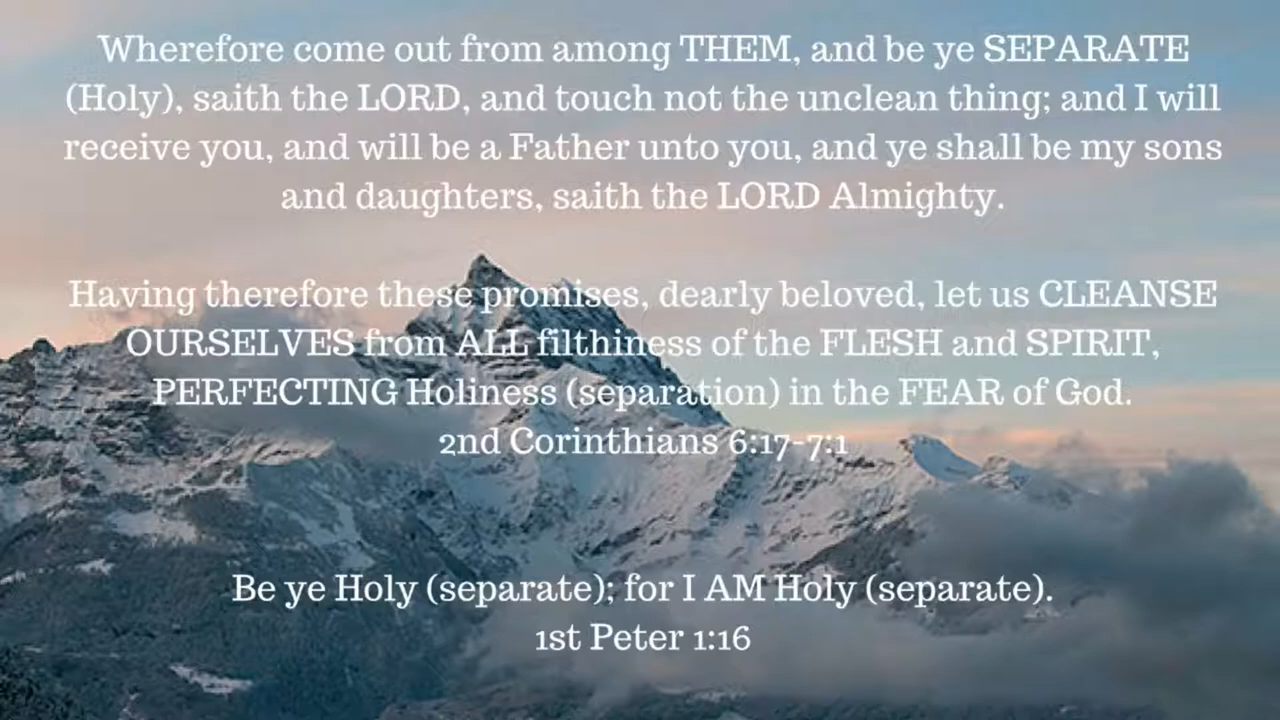 Wherefore come out from among THEM, and be ye SEPARATE
(Holy), saith the LORD, and touch not the unclean thing; and I will
receive you, and will be a Father unto you, and ye shall be my sons
and daughters, saith the LORD Almighty.
Having therefore these promises, dearly beloved, let us CLEANSE
OURSELVES from ALL filthiness of the FLESH and SPIRIT,
PERFECTING Holiness (separation) in the FEAR of God.
2nd Corinthians 6:17-7:1
Be ye Holy (separate); for I AM Holy (separate).
1st Peter 1:16